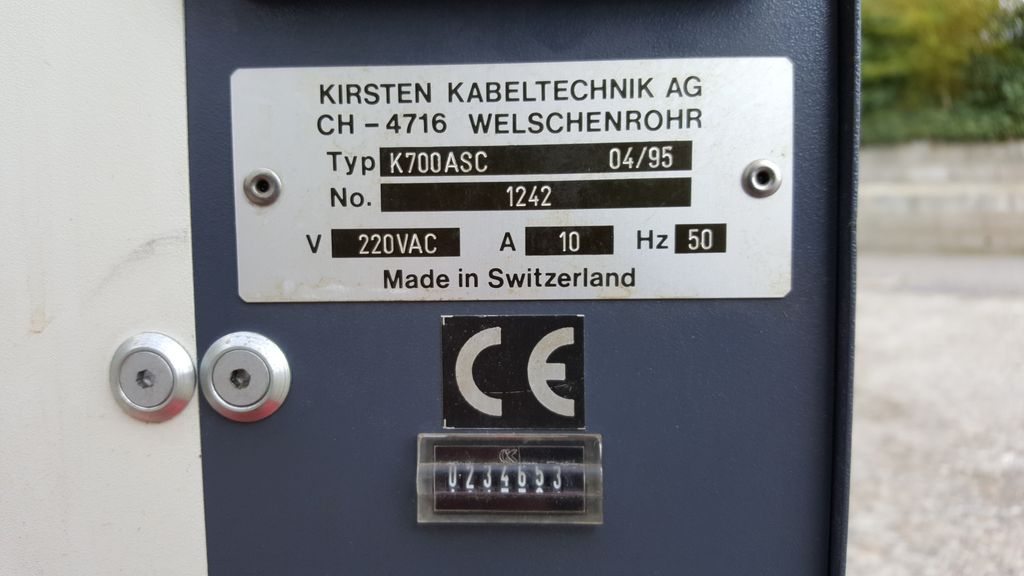 KIRSTEN KABELTECHNIK AG
CH-4716 WELSCHENROHR
Typ K700ASC 04/95
No. 1242
V 220VAC A 10 Hz 50
Made in Switzerland
CE
0234653